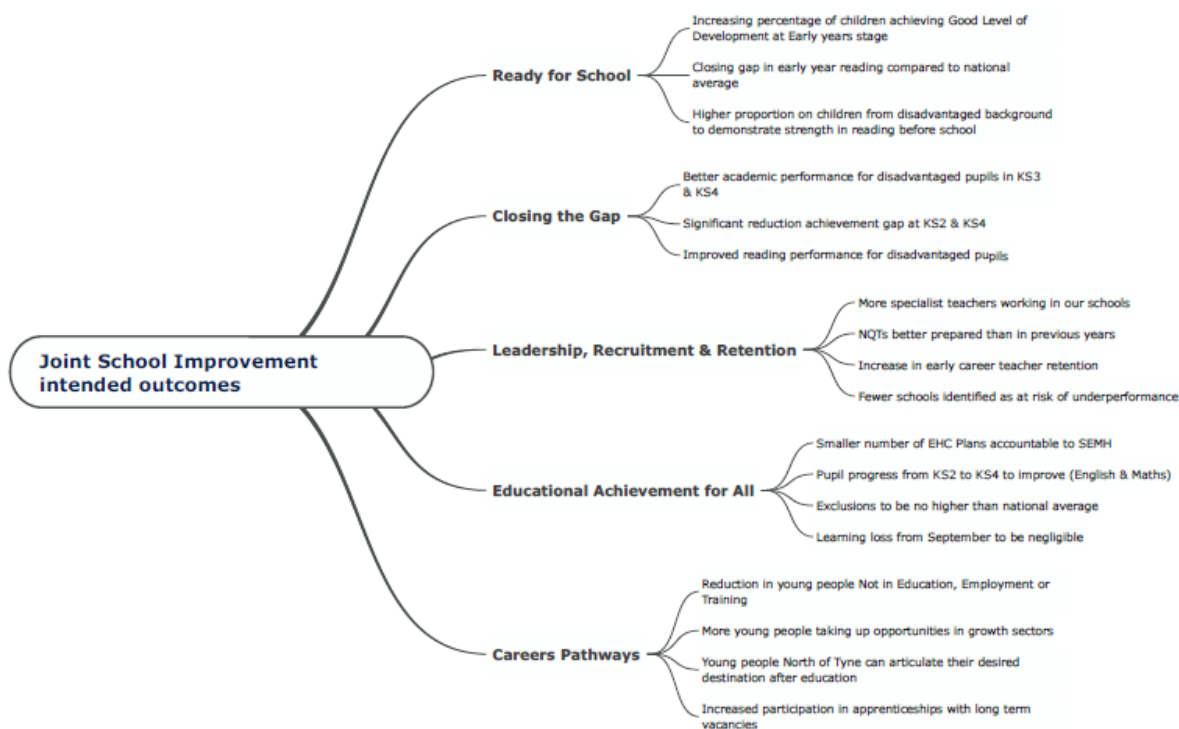 Joint School Improvement
intended outcomes
Ready for School
Increasing percentage of children achieving Good Level of
Development at Early years stage
Closing gap in early year reading compared to national
average
Higher proportion on children from disadvantaged background
to demonstrate strength in reading before school
Closing the Gap
Better academic performance for disadvantaged pupils in KS3
& KS4
Significant reduction achievement gap at KS2 & KS4
Improved reading performance for disadvantaged pupils
Leadership, Recruitment & Retention
More specialist teachers working in our schools
NQTs better prepared than in previous years
Increase in early career teacher retention
Fewer schools identified as at risk of underperformance
Educational Achievement for All
Smaller number of EHC Plans accountable to SEMH
Pupil progress from KS2 to KS4 to improve (English & Maths)
Exclusions to be no higher than national average
Learning loss from September to be negligible
Careers Pathways
Reduction in young people Not in Education, Employment or
Training
More young people taking up opportunities in growth sectors
Young people North of Tyne can articulate their desired
destination after education
Increased participation in apprenticeships with long term
vacancies